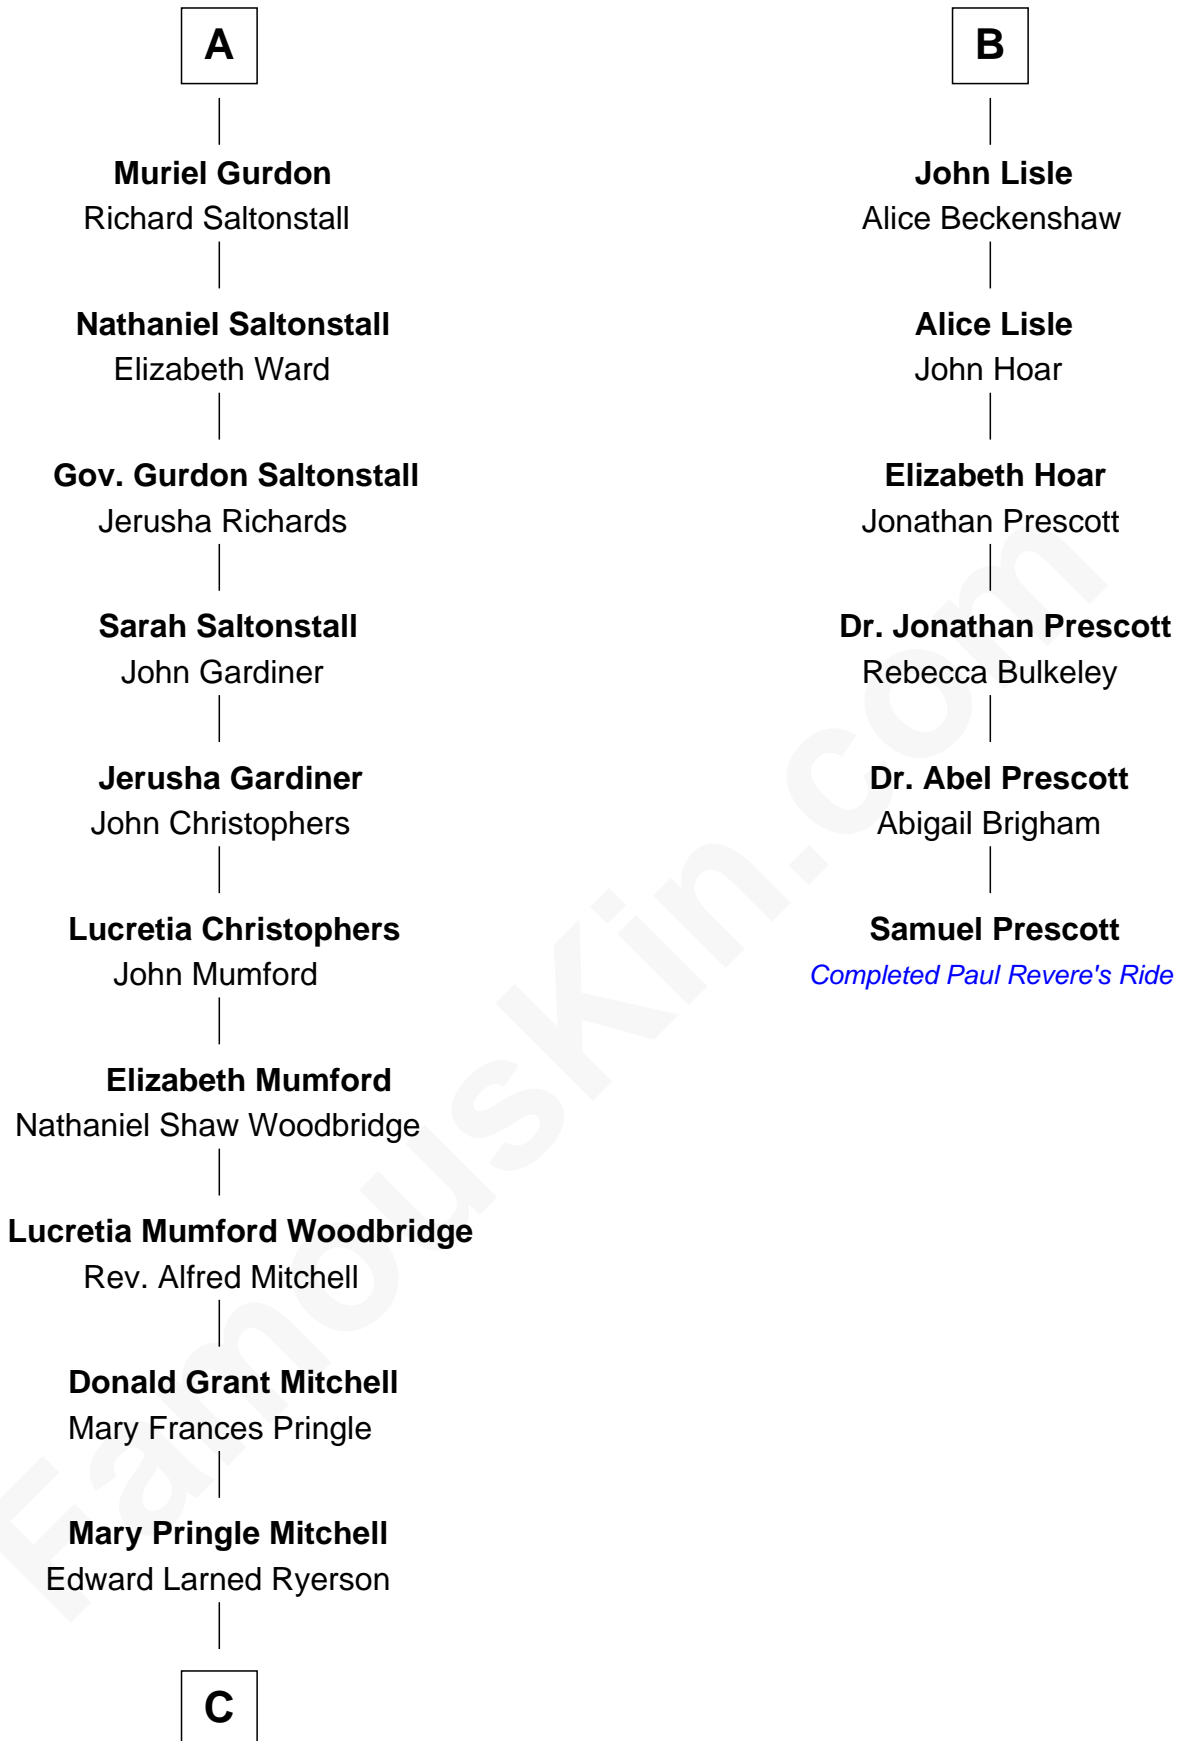 A
Muriel Gurdon
Richard Saltonstall
Nathaniel Saltonstall
Elizabeth Ward
Gov. Gurdon Saltonstall
Jerusha Richards
Sarah Saltonstall
John Gardiner
Jerusha Gardiner
John Christophers
Lucretia Christophers
John Mumford
Elizabeth Mumford
Nathaniel Shaw Woodbridge
Lucretia Mumford Woodbridge
Rev. Alfred Mitchell
Donald Grant Mitchell
Mary Frances Pringle
Mary Pringle Mitchell
Edward Larned Ryerson
C
B
John Lisle
Alice Beckenshaw
Alice Lisle
John Hoar
Elizabeth Hoar
Jonathan Prescott
Dr. Jonathan Prescott
Rebecca Bulkeley
Dr. Abel Prescott
Abigail Brigham
Samuel Prescott
Completed Paul Revere's Ride
FamousKin.com